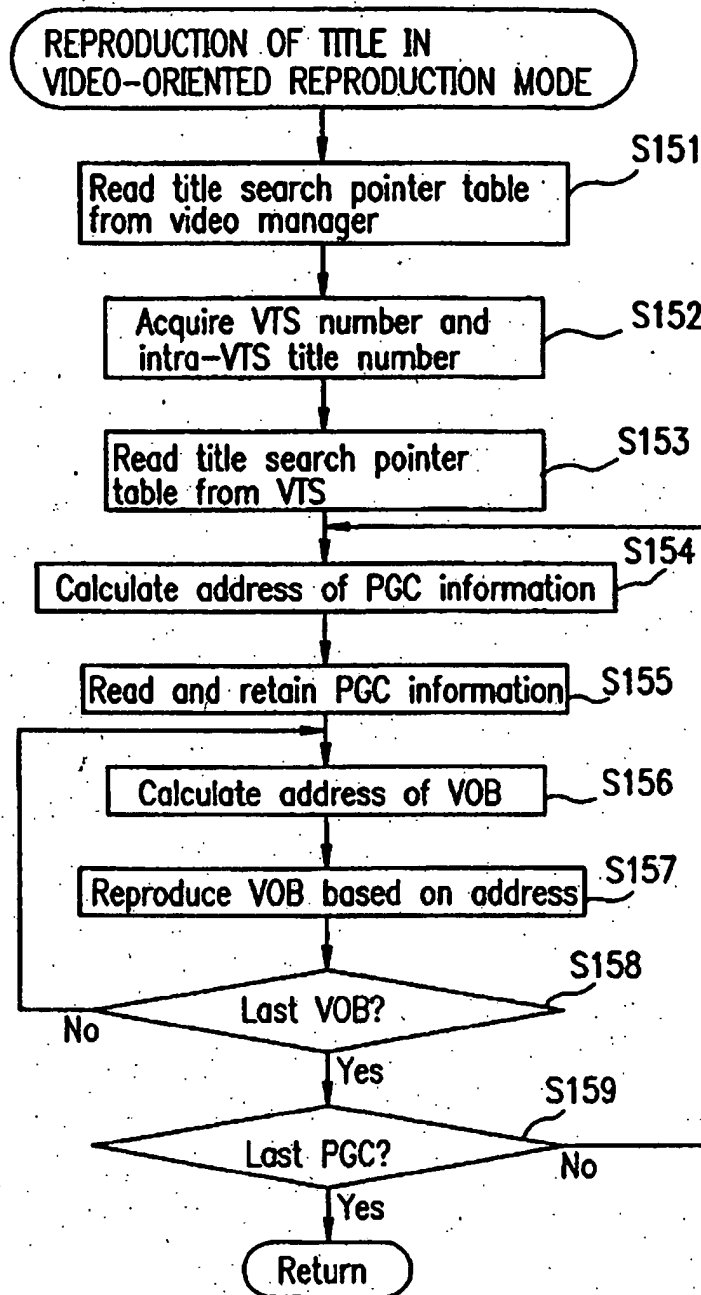 REPRODUCTION OF TITLE IN
VIDEO-ORIENTED REPRODUCTION MODE
S151
Read title search pointer table
from video manager
S152
Acquire VTS number and
intra-VTS title number
S153
Read title search pointer
table from VTS
S154
Calculate address of PGC information
Read and retain PGC information
S155
Calculate address of VOB
S156
S157
Reproduce VOB based on address
S158
Last VOB?
No
Yes
S159
Last PGC?
No
Yes
Return